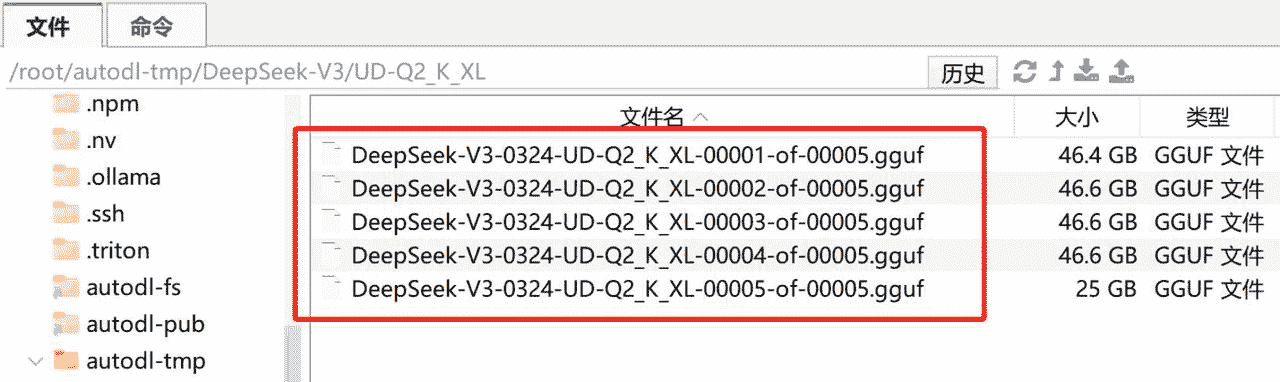 文件 命令
/root/autodl-tmp/DeepSeek-V3/UD-Q2_K_XL 历史
.npm
.nv
.ollama
.ssh
.triton
autodl-fs
autodl-pub
autodl-tmp
文件名 大小 类型
DeepSeek-V3-0324-UD-Q2_K_XL-00001-of-00005.gguf 46.4 GB GGUF 文件
DeepSeek-V3-0324-UD-Q2_K_XL-00002-of-00005.gguf 46.6 GB GGUF 文件
DeepSeek-V3-0324-UD-Q2_K_XL-00003-of-00005.gguf 46.6 GB GGUF 文件
DeepSeek-V3-0324-UD-Q2_K_XL-00004-of-00005.gguf 46.6 GB GGUF 文件
DeepSeek-V3-0324-UD-Q2_K_XL-00005-of-00005.gguf 25 GB GGUF 文件